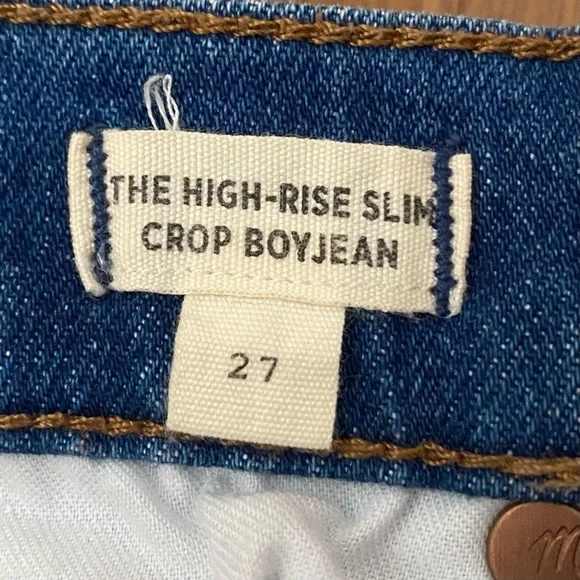 THE HIGH-RISE SLIM
CROP BOYJEAN
27